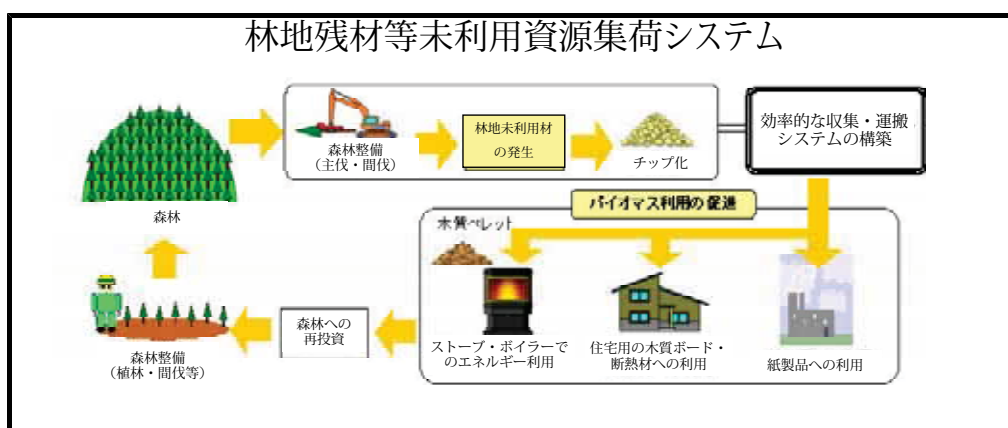 林地残材等未利用資源集荷システム
森林
森林整備
（主伐・間伐）
林地未利用材
の発生
チップ化
効率的な収集・運搬
システムの構築
バイオマス利用の促進
木質ペレット
ストーブ・ボイラーで
のエネルギー利用
住宅用の木質ボード・
断熱材への利用
紙製品への利用
森林への
再投資
森林整備
（植林・間伐等）